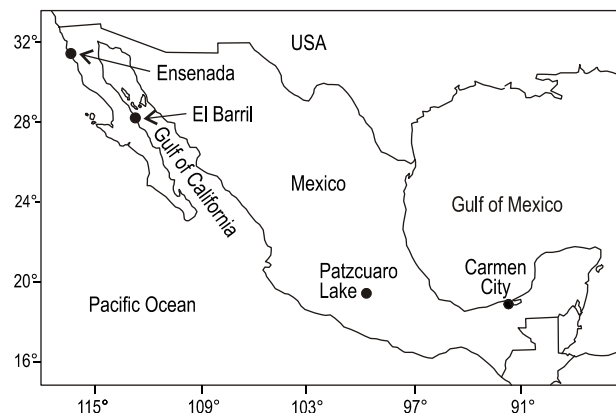 32°
USA
Ensenada
El Barril
28°
Gulf of California
Mexico
24°
Gulf of Mexico
Patzcuaro
Lake
Carmen
City
20°
Pacific Ocean
16°
115°
109°
103°
97°
91°